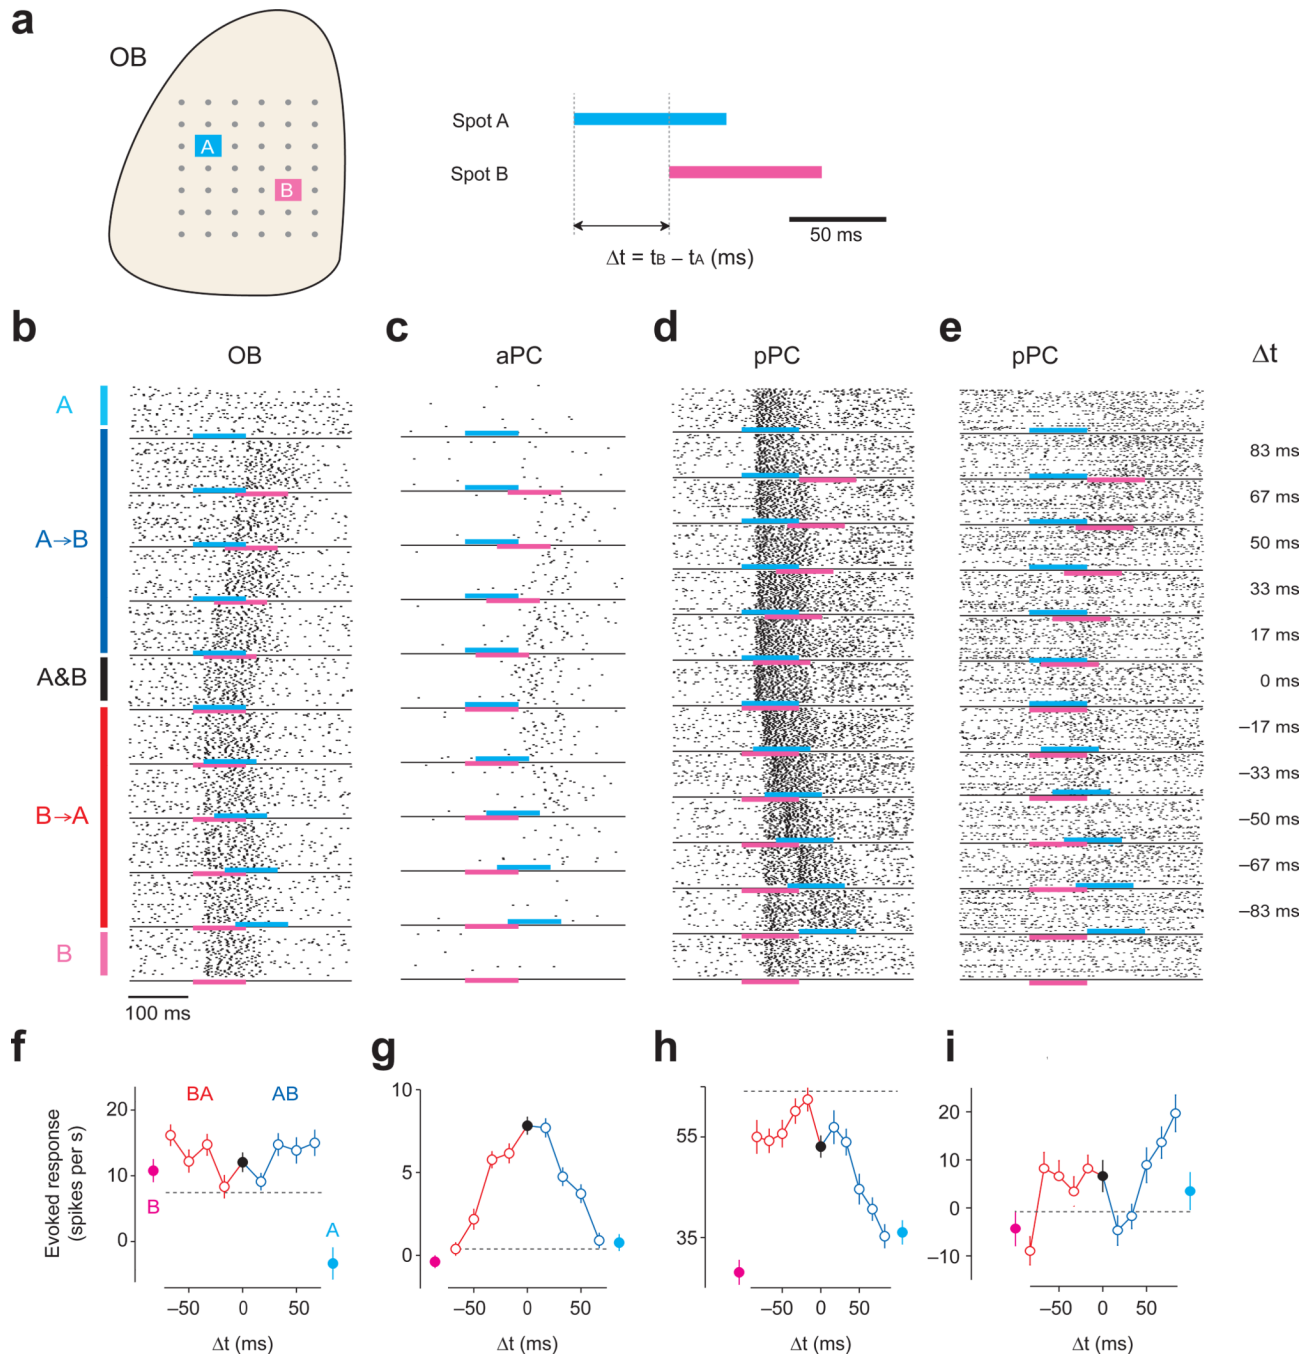 a
OB
A
B
Spot A
Spot B
50 ms
Δt = tB – tA (ms)
b c d e
OB aPC pPC pPC Δt
A
83 ms
67 ms
A→B
50 ms
33 ms
17 ms
A&B
0 ms
–17 ms
–33 ms
B→A
–50 ms
–67 ms
–83 ms
B
100 ms
f g h i
Evoked response
(spikes per s)
BA AB
20
10
0
B
A
–50 0 50
Δt (ms)
10
5
0
–50 0 50
Δt (ms)
55
35
–50 0 50
Δt (ms)
20
10
0
–10
–50 0 50
Δt (ms)